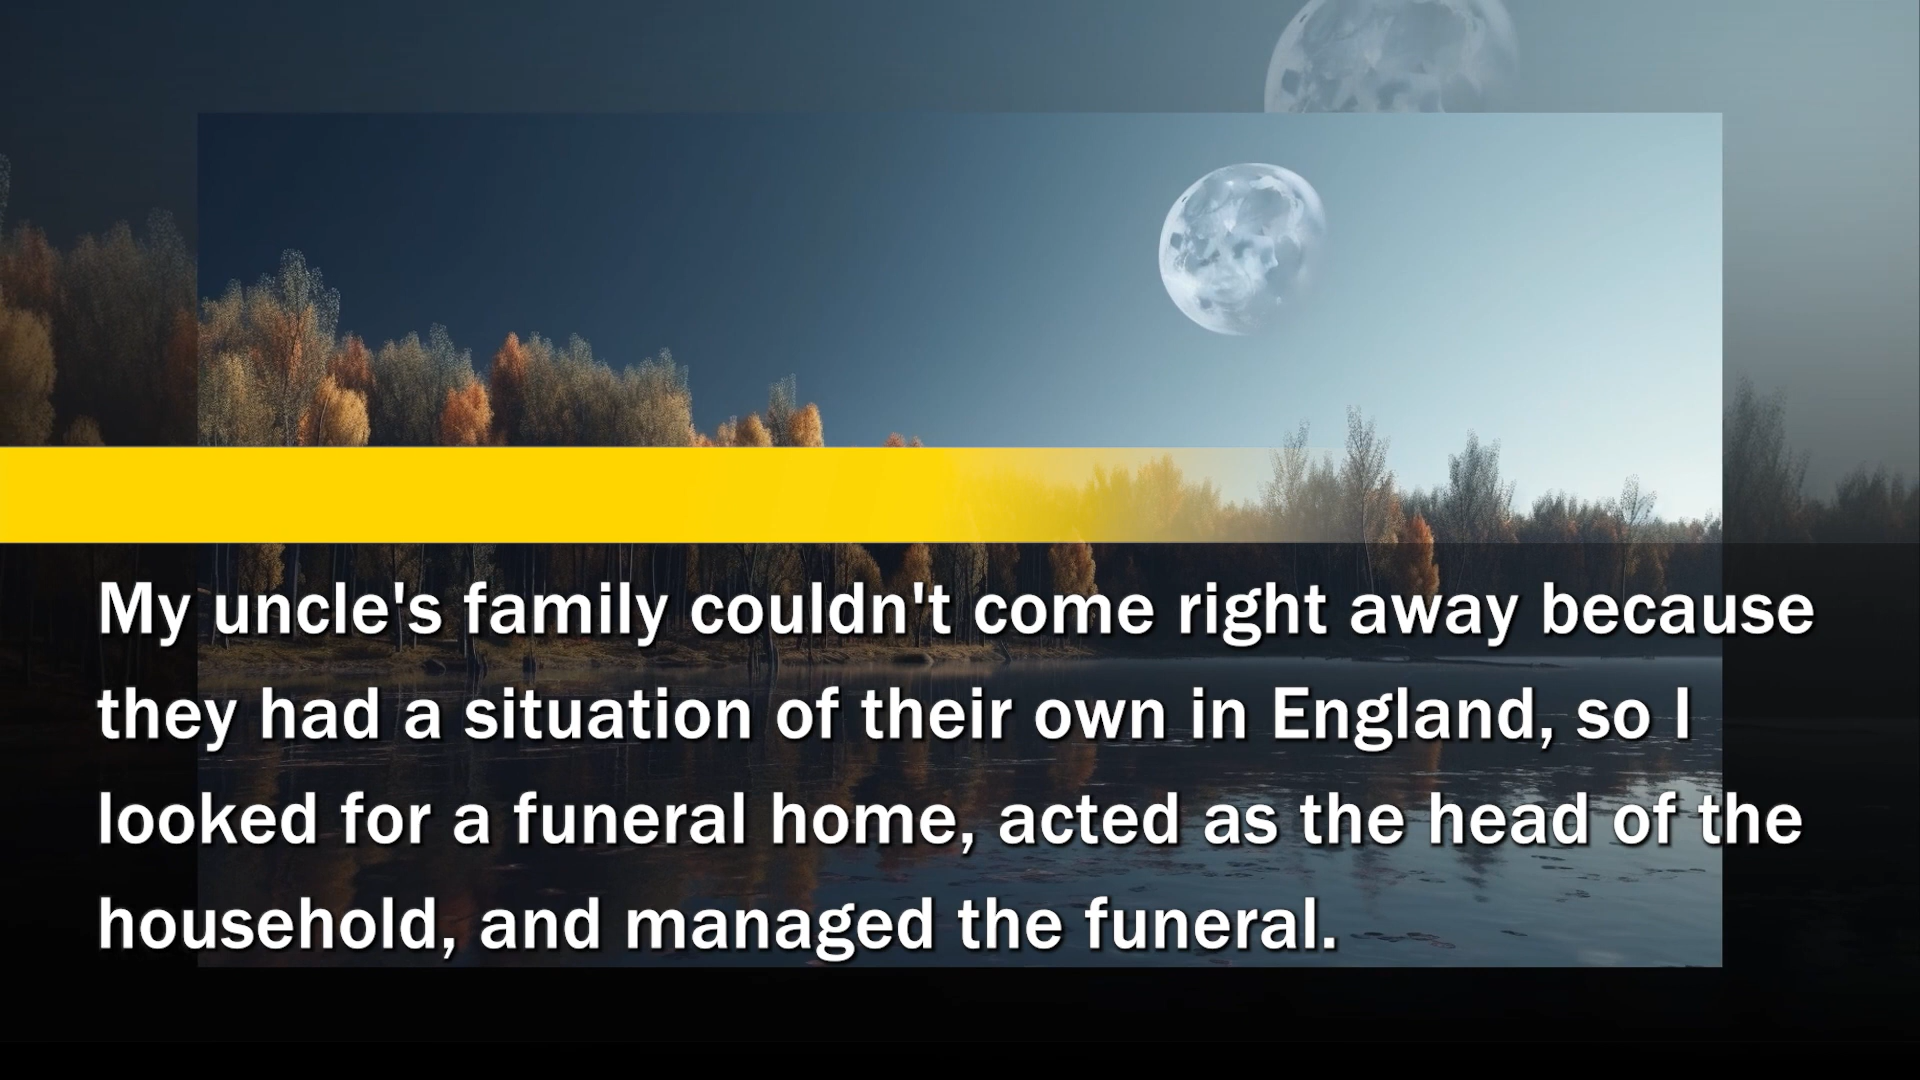 My uncle's family couldn't come right away because
they had a situation of their own in England, so I
looked for a funeral home, acted as the head of the
household, and managed the funeral.